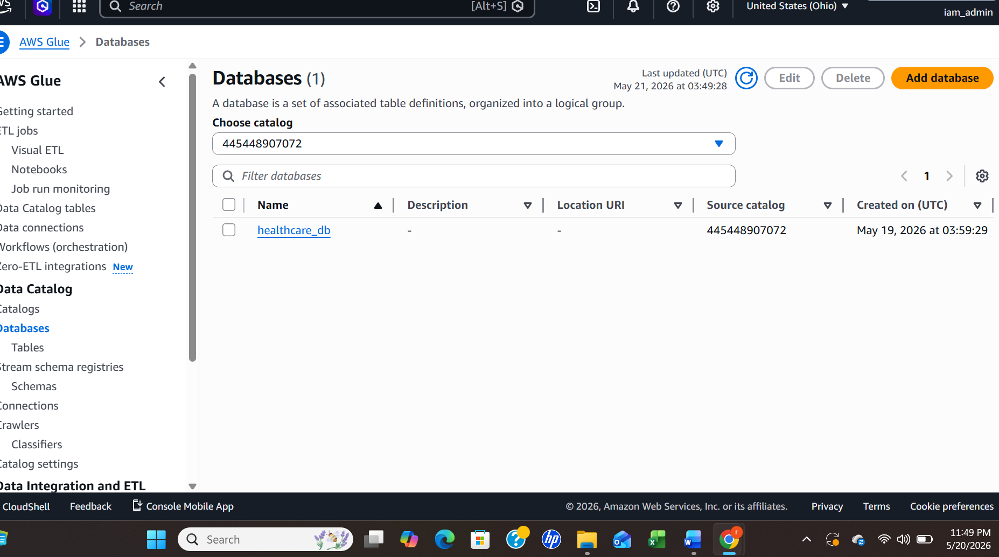 Search
[Alt+S]
United States (Ohio)
iam_admin
AWS Glue
Databases
AWS Glue
Getting started
ETL jobs
Visual ETL
Notebooks
Job run monitoring
Data Catalog tables
Data connections
Workflows (orchestration)
Zero-ETL integrations New
Data Catalog
Catalogs
Databases
Tables
Stream schema registries
Schemas
Connections
Crawlers
Classifiers
Catalog settings
Data Integration and ETL
Databases (1)
Last updated (UTC)
May 21, 2026 at 03:49:28
Edit
Delete
Add database
A database is a set of associated table definitions, organized into a logical group.
Choose catalog
445448907072
Filter databases
1
Name Description Location URI Source catalog Created on (UTC)
healthcare_db - - 445448907072 May 19, 2026 at 03:59:29
CloudShell Feedback Console Mobile App © 2026, Amazon Web Services, Inc. or its affiliates. Privacy Terms Cookie preferences
Search
hp
11:49 PM
5/20/2026